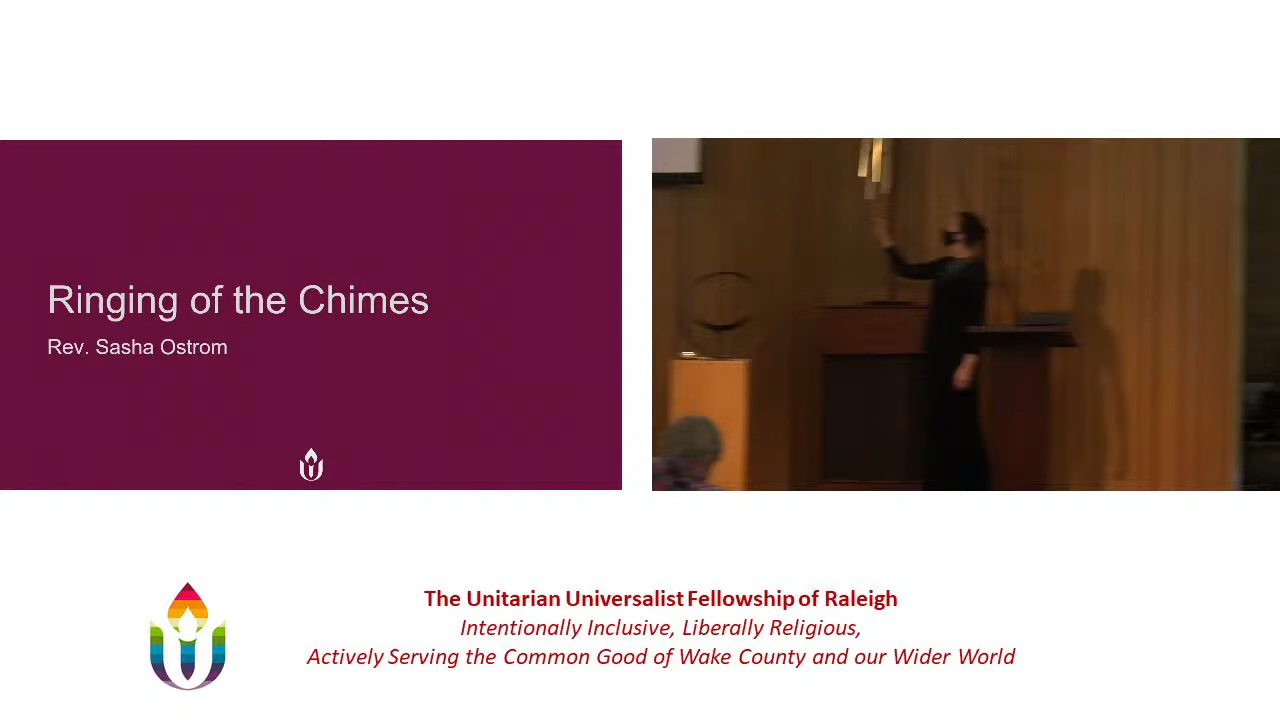 Ringing of the Chimes
Rev. Sasha Ostrom
The Unitarian Universalist Fellowship of Raleigh
Intentionally Inclusive, Liberally Religious,
Actively Serving the Common Good of Wake County and our Wider World